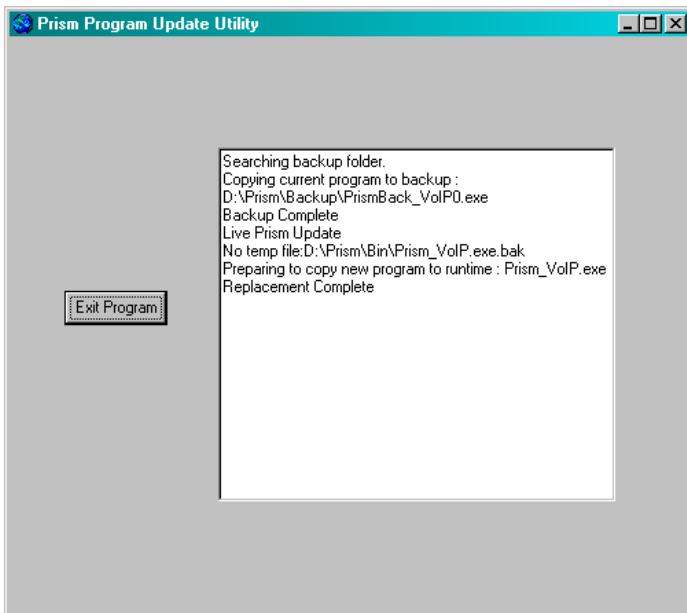 Prism Program Update Utility
Searching backup folder.
Copying current program to backup :
D:\Prism\Backup\PrismBack_VoIP0.exe
Backup Complete
Live Prism Update
No temp file:D:\Prism\Bin\Prism_VoIP.exe.bak
Preparing to copy new program to runtime : Prism_VoIP.exe
Replacement Complete
Exit Program